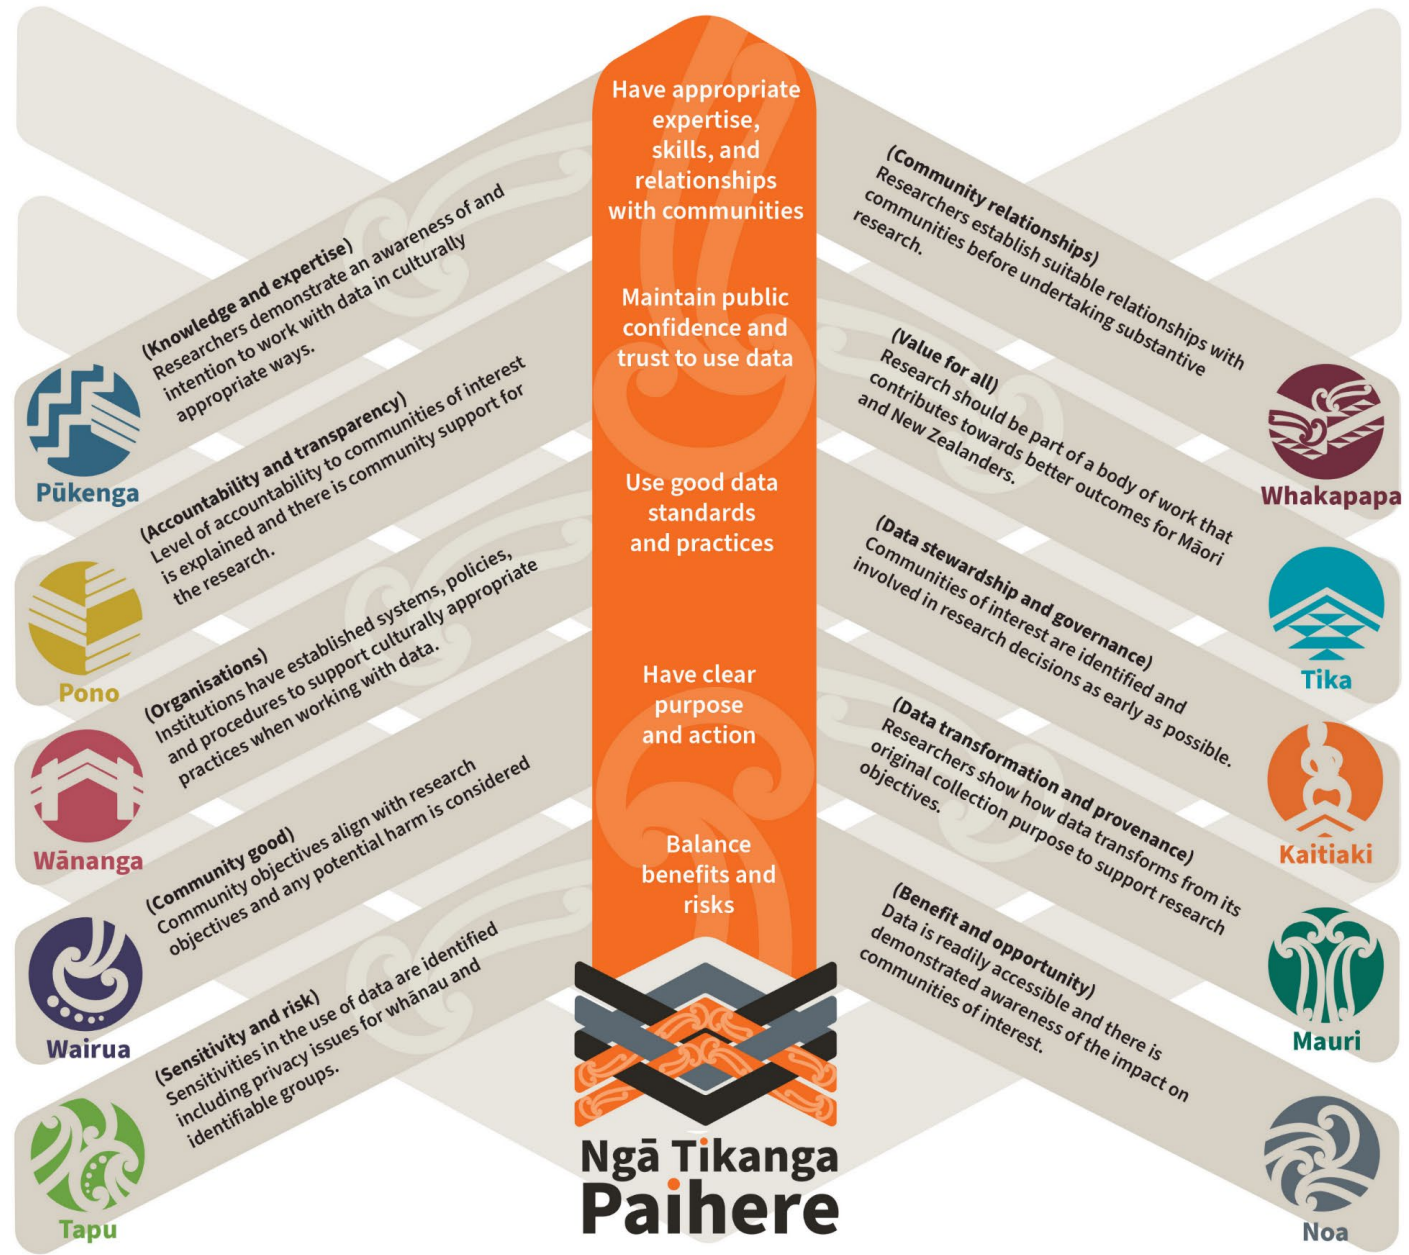 Have appropriate
expertise,
skills, and
relationships
with communities
(Knowledge and expertise)
Researchers demonstrate an awareness of and
intention to work with data in culturally
appropriate ways.
Pūkenga
(Community relationships)
Researchers establish suitable relationships with
communities before undertaking substantive
research.
Whakapapa
Maintain public
confidence and
trust to use data
(Accountability and transparency)
Level of accountability to communities of interest
is explained and there is community support for
the research.
Pono
(Value for all)
Research should be part of a body of work that
contributes towards better outcomes for Māori
and New Zealanders.
Tika
Use good data
standards
and practices
(Organisations)
Institutions have established systems, policies,
and procedures to support culturally appropriate
practices when working with data.
Wānanga
(Data stewardship and governance)
Communities of interest are identified and
involved in research decisions as early as possible.
Kaitiaki
Have clear
purpose
and action
(Community good)
Community objectives align with research
objectives and any potential harm is considered
Wairua
(Data transformation and provenance)
Researchers show how data transforms from its
original collection purpose to support research
objectives.
Mauri
Balance
benefits and
risks
(Sensitivity and risk)
Sensitivities in the use of data are identified
including privacy issues for whānau and
identifiable groups.
Tapu
(Benefit and opportunity)
Data is readily accessible and there is
demonstrated awareness of the impact on
communities of interest.
Noa
Ngā Tikanga
Paihere